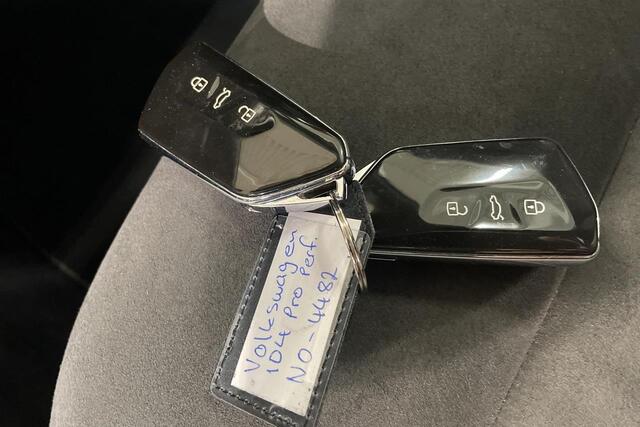 Volkswagen
ID4 Pro Perf.
NO-4482